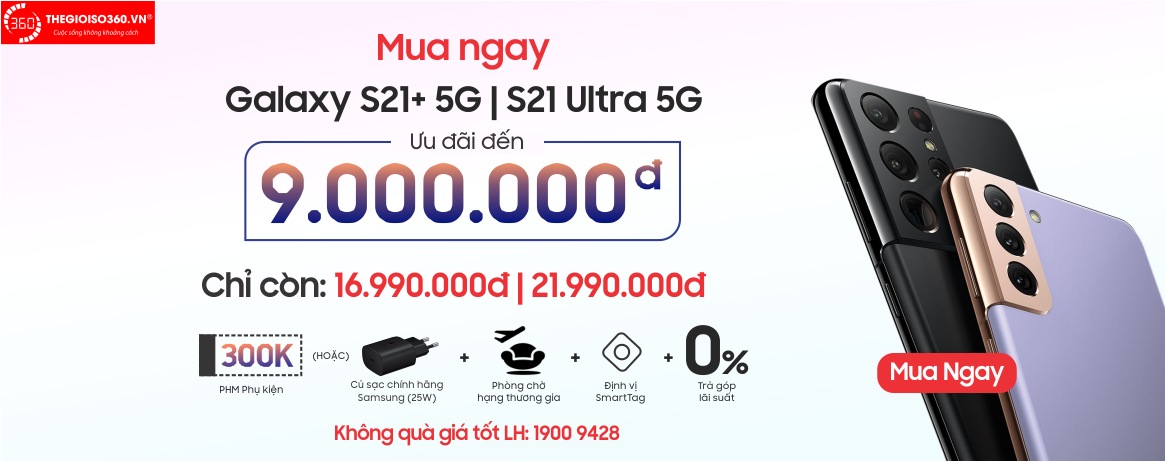 360
THEGIOISO360.VN®
Cuộc sống không khoảng cách
Mua ngay
Galaxy S21+ 5G | S21 Ultra 5G
Ưu đãi đến
9.000.000đ
Chỉ còn: 16.990.000đ | 21.990.000đ
300K
(HOẶC)
+
+
+
0%
PHM Phụ kiện
Củ sạc chính hãng
Samsung (25W)
Phòng chờ
hạng thương gia
Định vị
SmartTag
Trả góp
lãi suất
Mua Ngay
Không quà giá tốt LH: 1900 9428